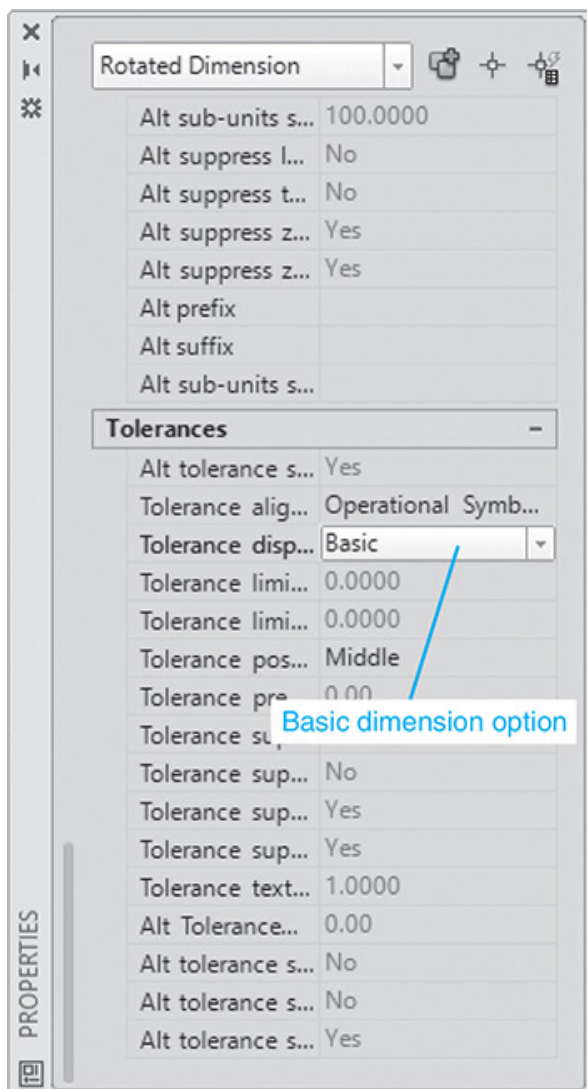 Rotated Dimension
Alt sub-units s... 100.0000
Alt suppress l... No
Alt suppress t... No
Alt suppress z... Yes
Alt suppress z... Yes
Alt prefix
Alt suffix
Alt sub-units s...
Tolerances
Alt tolerance s... Yes
Tolerance alig... Operational Symb...
Tolerance disp... Basic
Tolerance limi... 0.0000
Tolerance limi... 0.0000
Tolerance pos... Middle
Tolerance pre 0.00
Basic dimension option
Tolerance sup
Tolerance sup... No
Tolerance sup... Yes
Tolerance sup... Yes
Tolerance text... 1.0000
Alt Tolerance... 0.00
Alt tolerance s... No
Alt tolerance s... No
Alt tolerance s... Yes
PROPERTIES